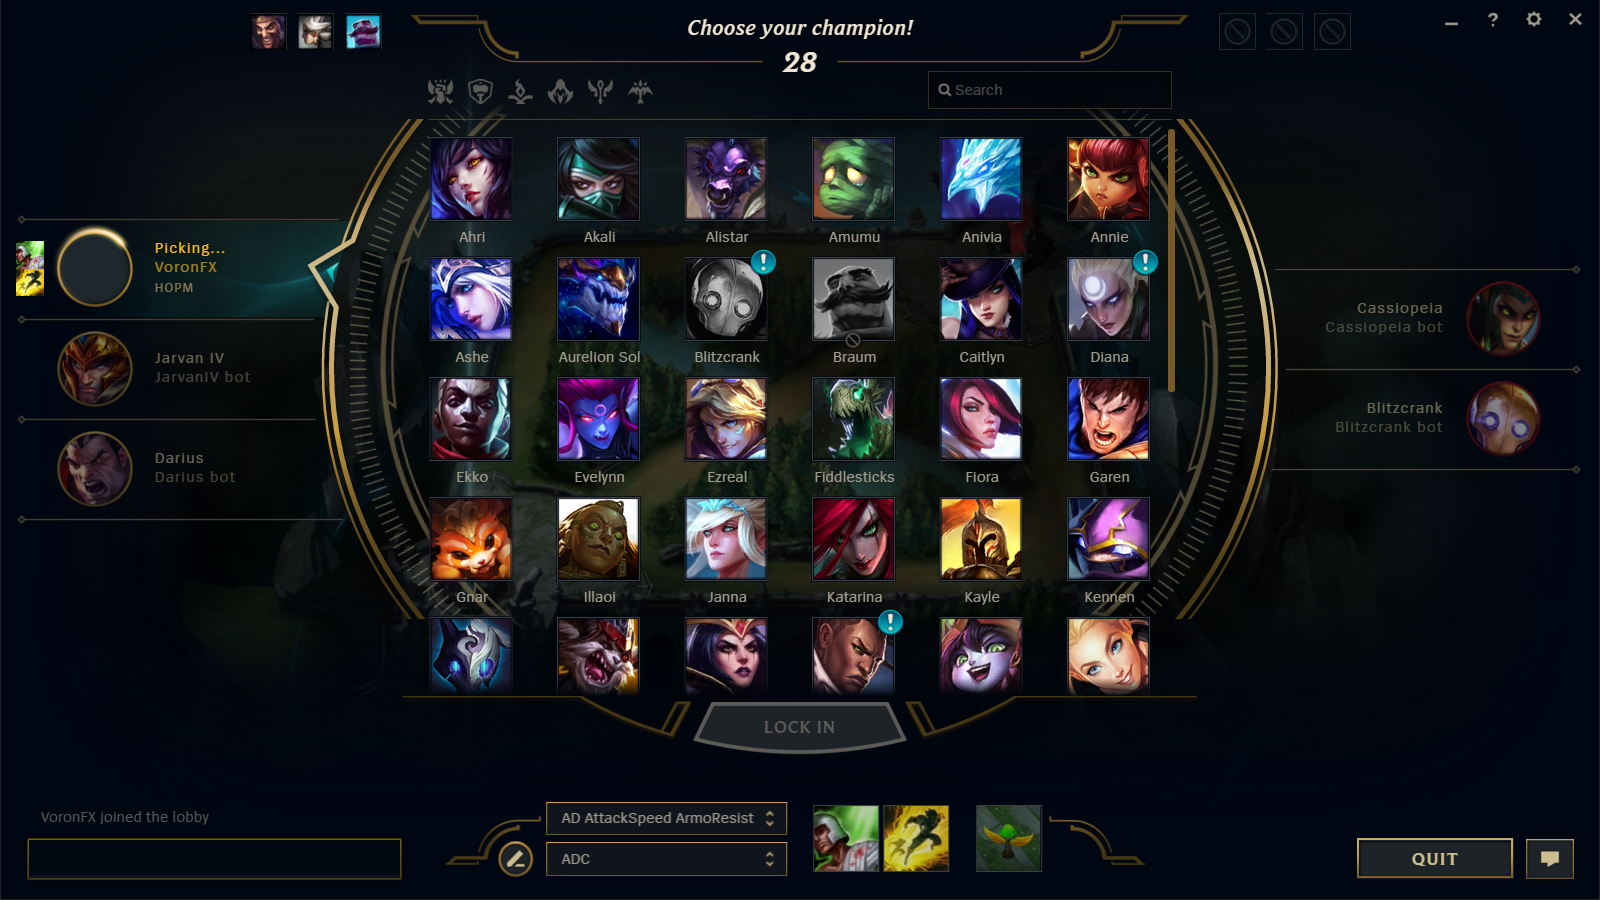 Choose your champion!
28
?
Search
Ahri
Akali
Alistar
Amumu
Anivia
Annie
Ashe
Aurelion Sol
Blitzcrank
Braum
Caitlyn
Diana
Ekko
Evelynn
Ezreal
Fiddlesticks
Fiora
Garen
Gnar
Illaoi
Janna
Katarina
Kayle
Kennen
Picking...
VoronFX
HOPM
Jarvan IV
JarvanIV bot
Darius
Darius bot
Cassiopeia
Cassiopeia bot
Blitzcrank
Blitzcrank bot
LOCK IN
VoronFX joined the lobby
AD AttackSpeed ArmoResist
ADC
QUIT